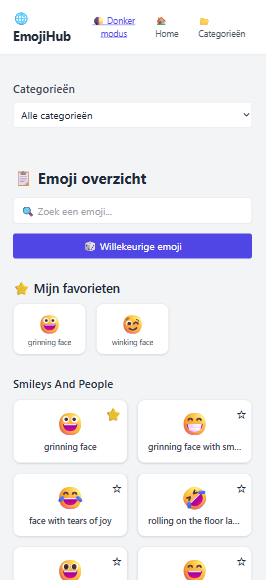 EmojiHub
Donker
modus
Home
Categorieën
Categorieën
Alle categorieën
Emoji overzicht
Zoek een emoji...
Willekeurige emoji
Mijn favorieten
grinning face
winking face
Smileys And People
grinning face
grinning face with sm...
face with tears of joy
rolling on the floor la...